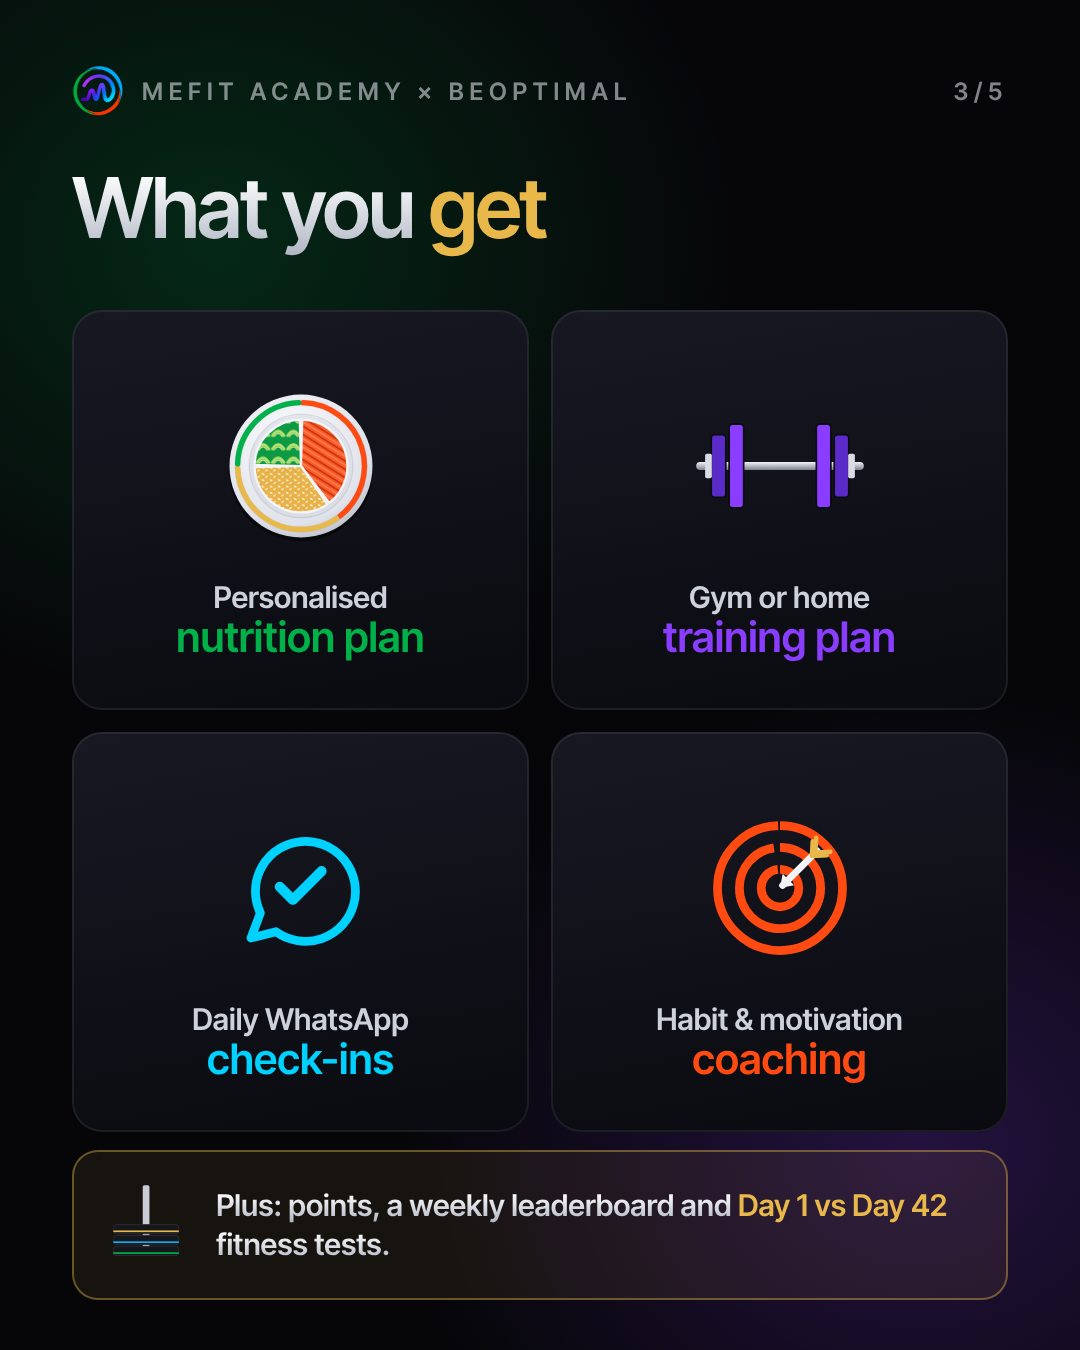 MEFIT ACADEMY × BEOPTIMAL
3/5
What you get
Personalised
nutrition plan
Gym or home
training plan
Daily WhatsApp
check-ins
Habit & motivation
coaching
Plus: points, a weekly leaderboard and Day 1 vs Day 42
fitness tests.